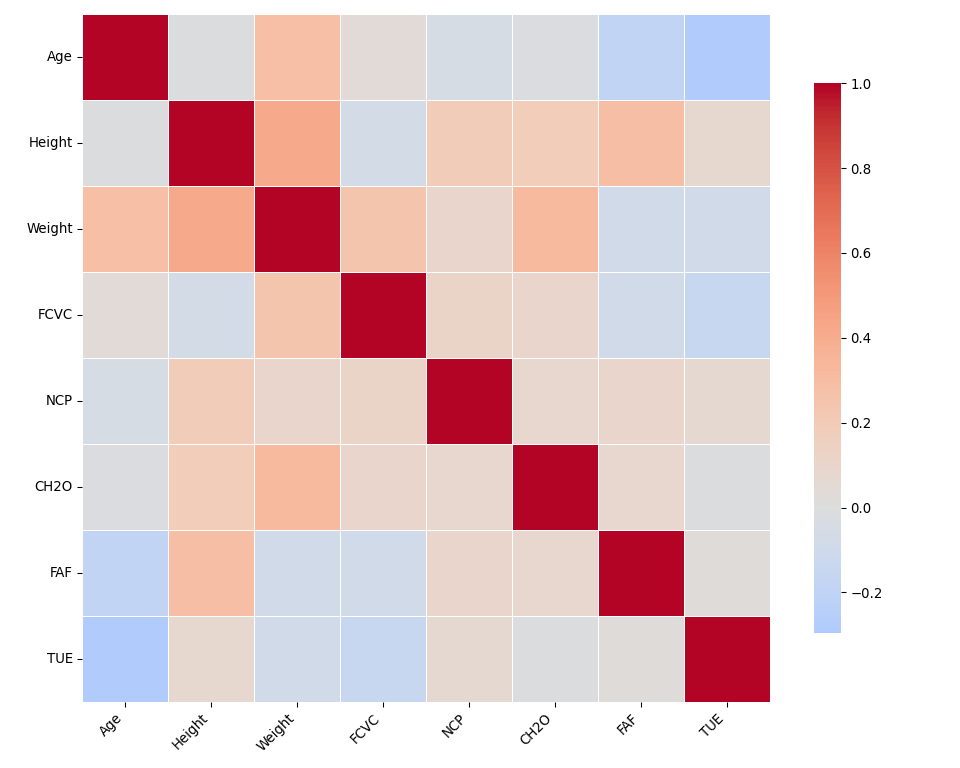 Age
Height
Weight
FCVC
NCP
CH2O
FAF
TUE
Age
Height
Weight
FCVC
NCP
CH2O
FAF
TUE
1.0
0.8
0.6
0.4
0.2
0.0
−0.2